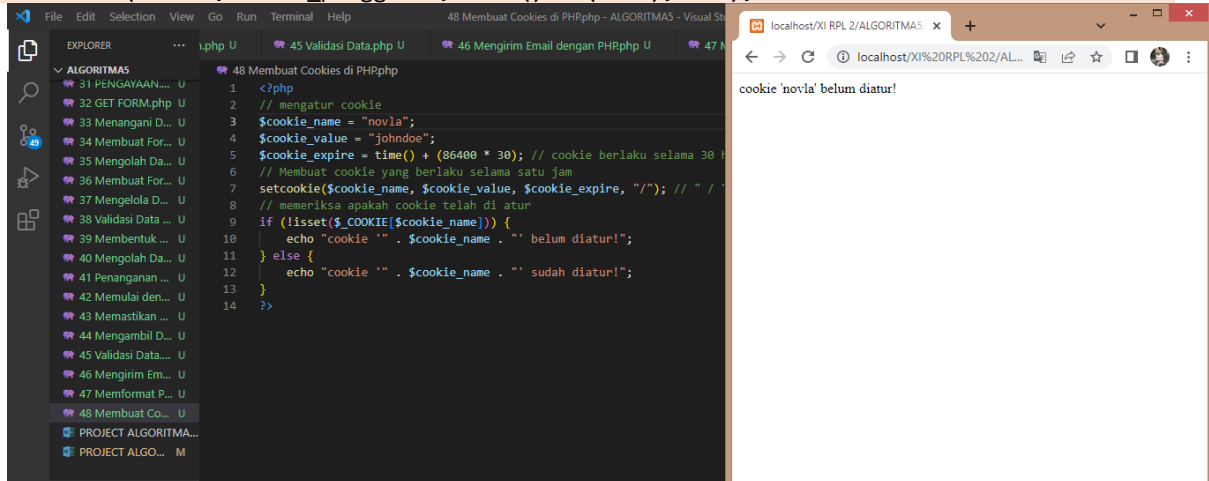 File Edit Selection View Go Run Terminal Help 48 Membuat Cookies di PHP.php - ALGORITMA5 - Visual
EXPLORER
.php U 45 Validasi Data.php U 46 Mengirim Email dengan PHP.php U 47
ALGORITMA5
31 PENGAYAAN.... U
32 GET FORM.php U
33 Menangani D... U
34 Membuat For... U
35 Mengolah Da... U
36 Membuat For... U
37 Mengelola D... U
38 Validasi Data ... U
39 Membentuk ... U
40 Mengolah Da... U
41 Penanganan ... U
42 Memulai den... U
43 Memastikan ... U
44 Mengambil D... U
45 Validasi Data.... U
46 Mengirim Em... U
47 Memformat P... U
48 Membuat Co... U
PROJECT ALGORITMA...
PROJECT ALGO... M
49
48 Membuat Cookies di PHP.php
1 <?php
2 // mengatur cookie
3 $cookie_name = "novla";
4 $cookie_value = "johndoe";
5 $cookie_expire = time() + (86400 * 30); // cookie berlaku selama 30
6 // Membuat cookie yang berlaku selama satu jam
7 setcookie($cookie_name, $cookie_value, $cookie_expire, "/"); // " / "
8 // memeriksa apakah cookie telah di atur
9 if (!isset($_COOKIE[$cookie_name])) {
10 echo "cookie '" . $cookie_name . "' belum diatur!";
11 } else {
12 echo "cookie '" . $cookie_name . "' sudah diatur!";
13 }
14 ?>
localhost/XI RPL 2/ALGORITMA5
localhost/XI%20RPL%202/AL...
cookie 'novla' belum diatur!